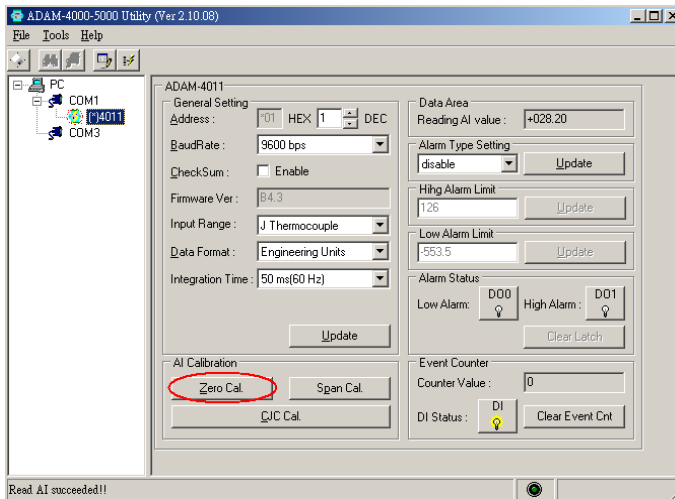 ADAM-4000-5000 Utility (Ver 2.10.08)
File Tools Help
PC
COM1
(*)4011
COM3
ADAM-4011
General Setting
Address : *01 HEX 1 DEC
BaudRate : 9600 bps
CheckSum : Enable
Firmware Ver : B4.3
Input Range : J Thermocouple
Data Format : Engineering Units
Integration Time : 50 ms(60 Hz)
Update
AI Calibration
Zero Cal.
Span Cal.
CJC Cal.
Data Area
Reading AI value : +028.20
Alarm Type Setting
disable Update
Hihg Alarm Limit
126 Update
Low Alarm Limit
-553.5 Update
Alarm Status
Low Alarm: DO0 High Alarm : DO1
Clear Latch
Event Counter
Counter Value : 0
DI Status : DI Clear Event Cnt
Read AI succeeded!!